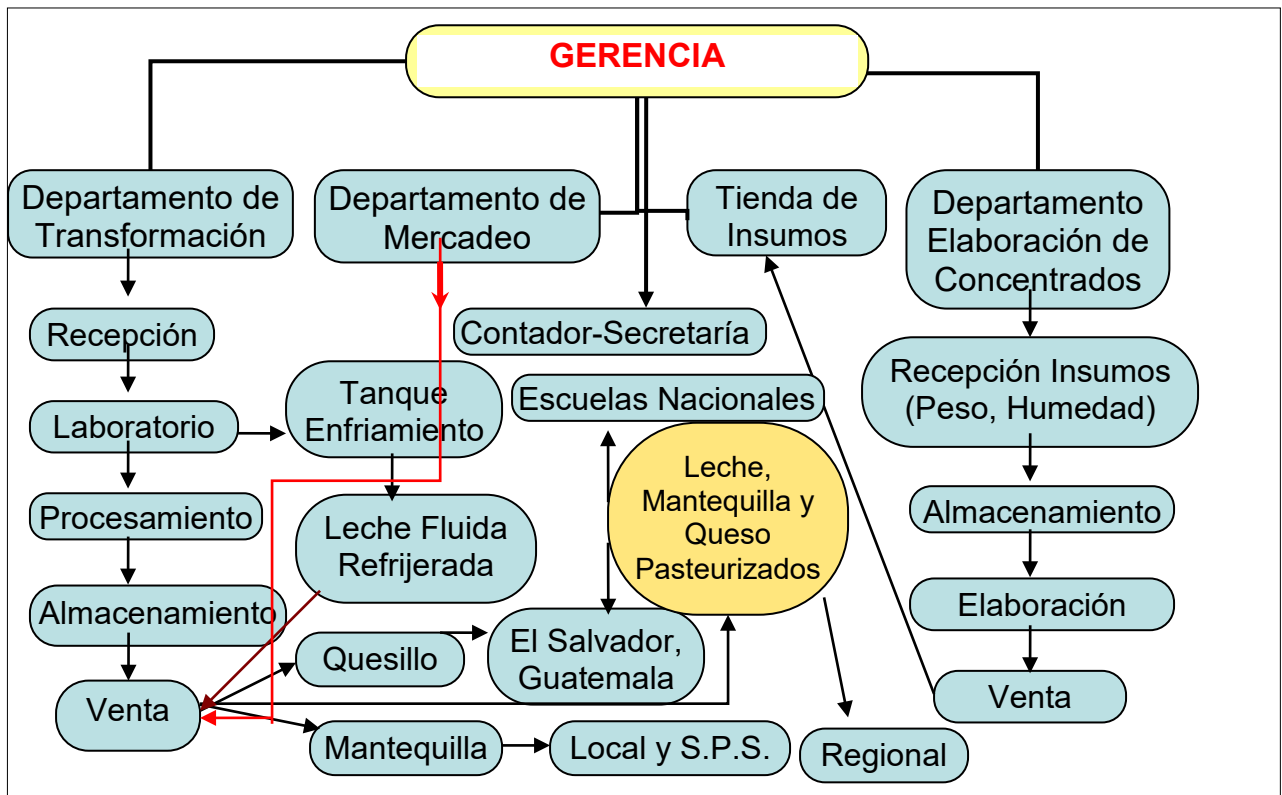 GERENCIA
Departamento de
Transformación
Departamento de
Mercadeo
Tienda de
Insumos
Departamento
Elaboración de
Concentrados
Recepción
Contador-Secretaría
Recepción Insumos
(Peso, Humedad)
Tanque
Enfriamiento
Escuelas Nacionales
Laboratorio
Leche,
Mantequilla y
Queso
Pasteurizados
Procesamiento
Leche Fluida
Refrijerada
Almacenamiento
Almacenamiento
Elaboración
Quesillo
El Salvador,
Guatemala
Venta
Venta
Mantequilla
Local y S.P.S.
Regional